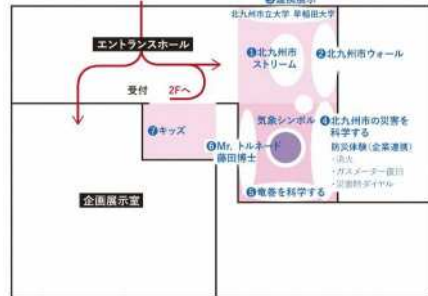 ❸連携展示
北九州市立大学 早稲田大学
エントランスホール
❶北九州市
ストリーム
❷北九州市ウォール
受付
2Fへ
気象シンボル
❹北九州市の災害を
科学する
防災体験(企業連携)
・消火
・ガスメーター復旧
・災害時ダイヤル
❼キッズ
❻Mr. トルネード
藤田博士
企画展示室
❺竜巻を科学する